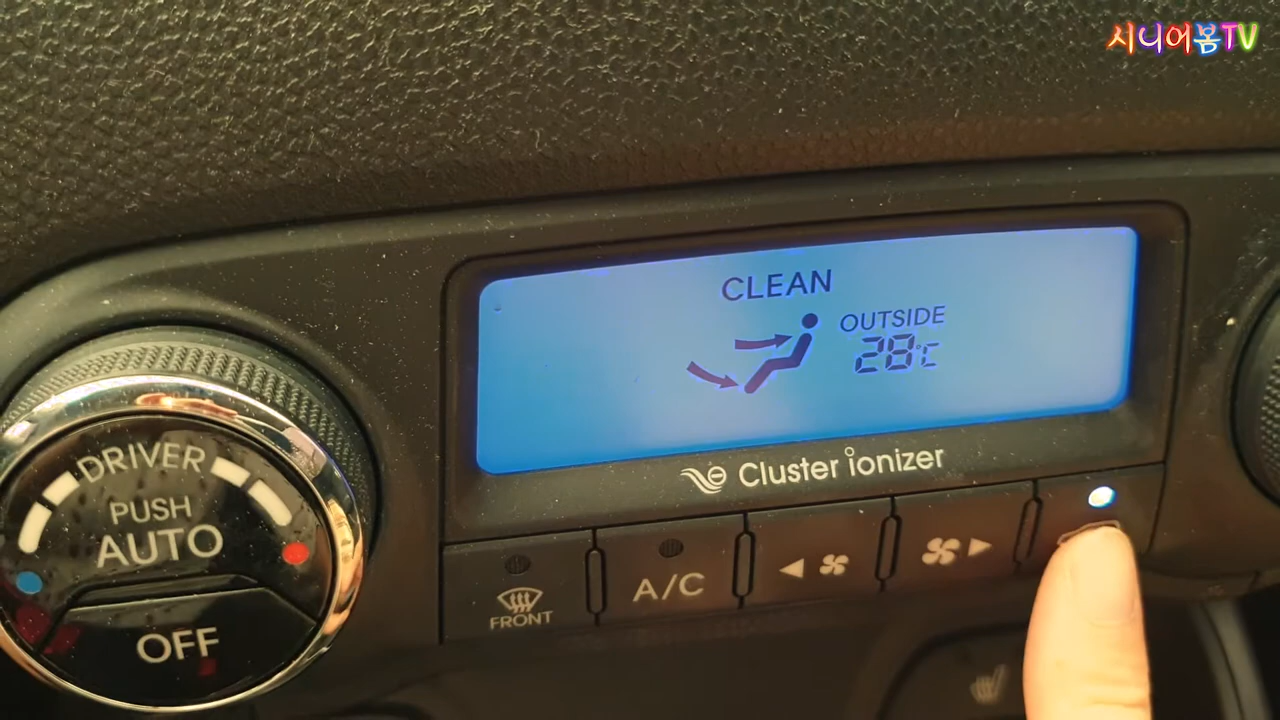 시니어봄TV
CLEAN
OUTSIDE
28℃
Cluster ionizer
DRIVER
PUSH
AUTO
OFF
FRONT
A/C